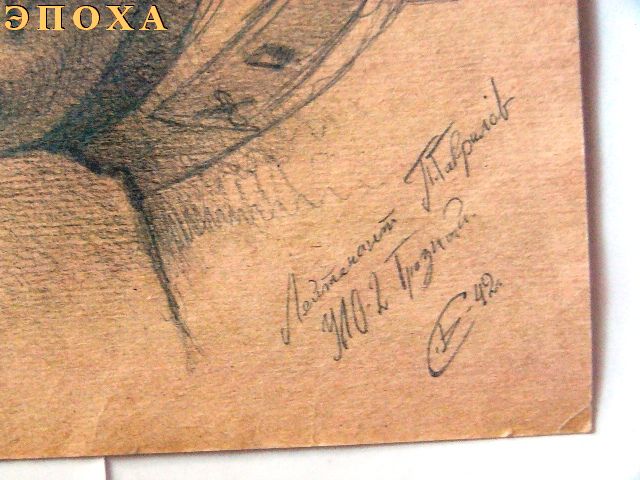 ЭПОХА
Лейтенант Гаврилов
Грозный.
42г.